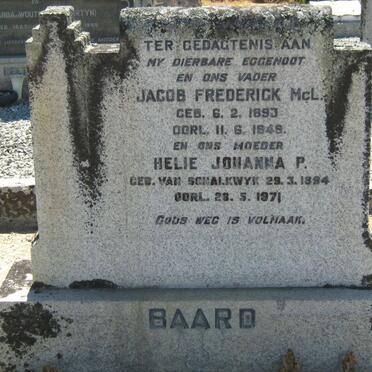 TER GEDAGTENIS AAN
MY DIERBARE EGGENOOT
EN ONS VADER
JACOB FREDERICK McL.
GEB. 6. 2. 1893
OORL. 11. 6. 1949.
EN ONS MOEDER
HELIE JOHANNA P.
GEB. VAN SCHALKWYK 29. 3. 1894
OORL. 28. 5. 1971
GODS WEG IS VOLMAAK.
BAARD